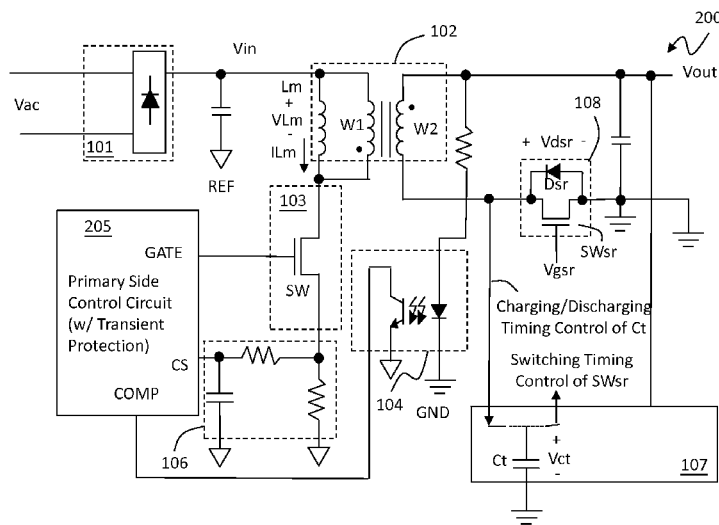 200
102
Vin
Vout
Lm
+
VLm
-
ILm
W1
W2
Vac
101
108
+ Vdsr -
Dsr
REF
103
205
GATE
SWsr
Vgsr
SW
Primary Side
Control Circuit
(w/ Transient
Protection)
Charging/Discharging
Timing Control of Ct
CS
Switching Timing
Control of SWsr
COMP
104
GND
106
Ct
+
Vct
-
107